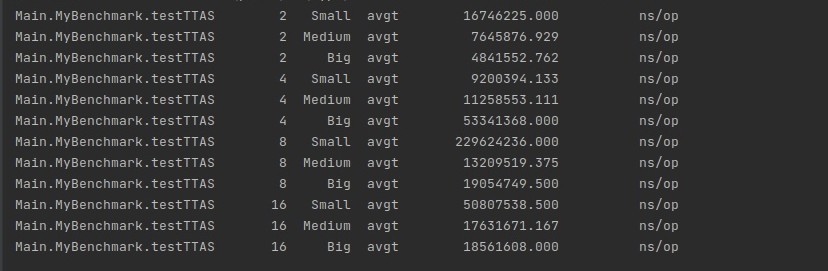 Main.MyBenchmark.testTTAS 2 Small avgt 16746225.000 ns/op
Main.MyBenchmark.testTTAS 2 Medium avgt 7645876.929 ns/op
Main.MyBenchmark.testTTAS 2 Big avgt 4841552.762 ns/op
Main.MyBenchmark.testTTAS 4 Small avgt 9200394.133 ns/op
Main.MyBenchmark.testTTAS 4 Medium avgt 11258553.111 ns/op
Main.MyBenchmark.testTTAS 4 Big avgt 53341368.000 ns/op
Main.MyBenchmark.testTTAS 8 Small avgt 229624236.000 ns/op
Main.MyBenchmark.testTTAS 8 Medium avgt 13209519.375 ns/op
Main.MyBenchmark.testTTAS 8 Big avgt 19054749.500 ns/op
Main.MyBenchmark.testTTAS 16 Small avgt 50807538.500 ns/op
Main.MyBenchmark.testTTAS 16 Medium avgt 17631671.167 ns/op
Main.MyBenchmark.testTTAS 16 Big avgt 18561608.000 ns/op